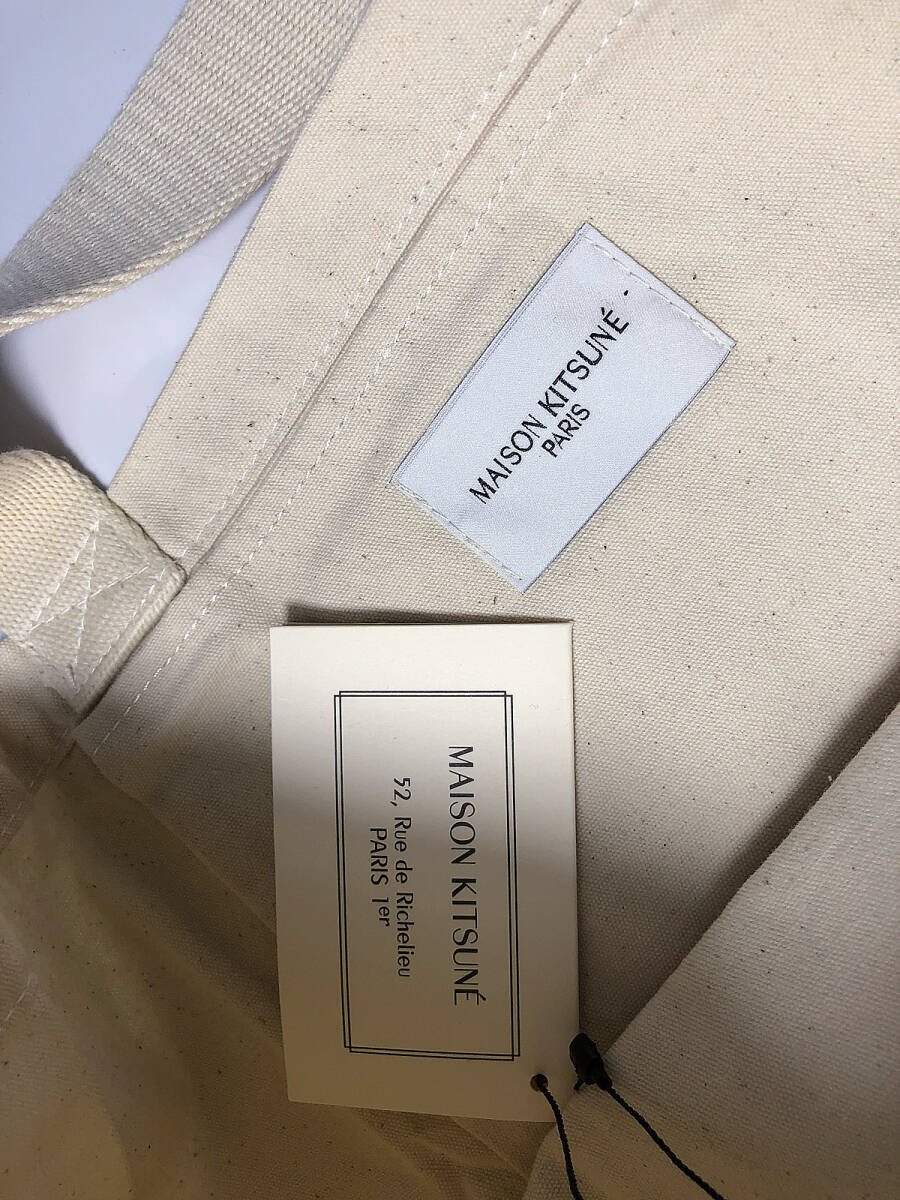 MAISON KITSUNÉ
PARIS
MAISON KITSUNÉ
52, Rue de Richelieu
PARIS 1er